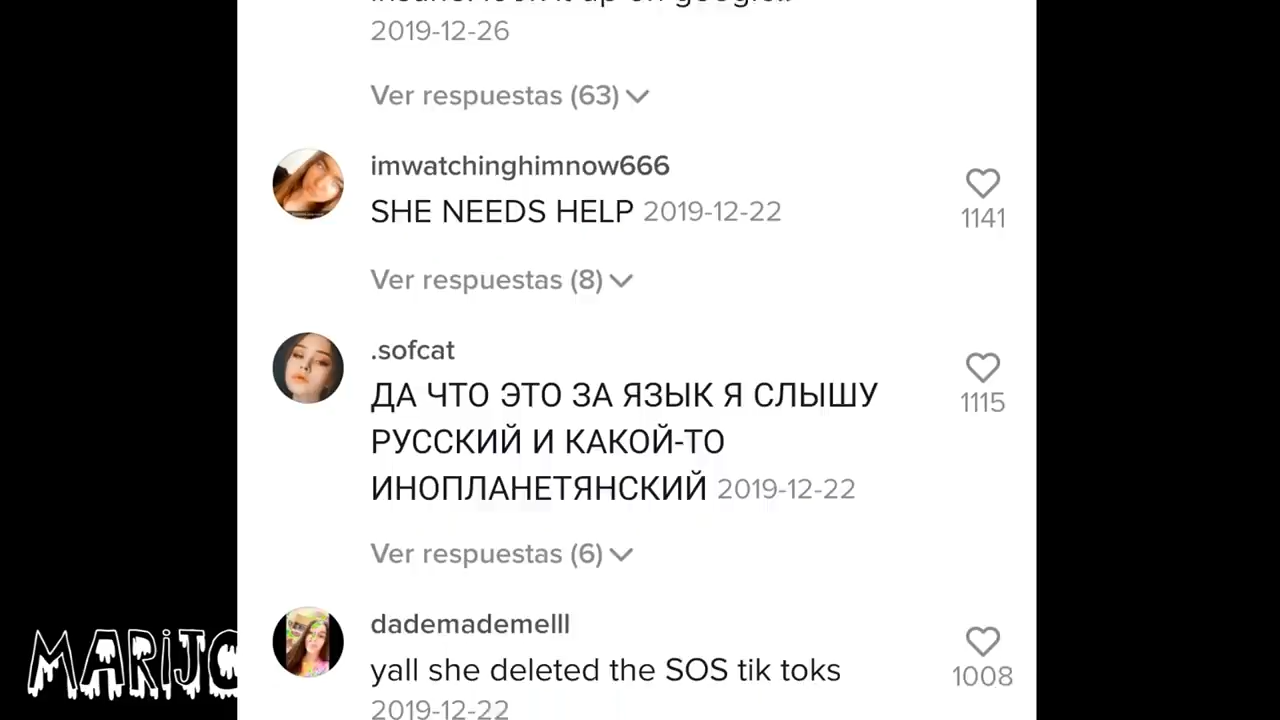 2019-12-26
Ver respuestas (63)
imwatchinghimnow666
1141
SHE NEEDS HELP 2019-12-22
Ver respuestas (8)
.sofcat
1115
ДА ЧТО ЭТО ЗА ЯЗЫК Я СЛЫШУ
РУССКИЙ И КАКОЙ-ТО
ИНОПЛАНЕТЯНСКИЙ 2019-12-22
Ver respuestas (6)
dademademelll
1008
yall she deleted the SOS tik toks
2019-12-22
MARiJO